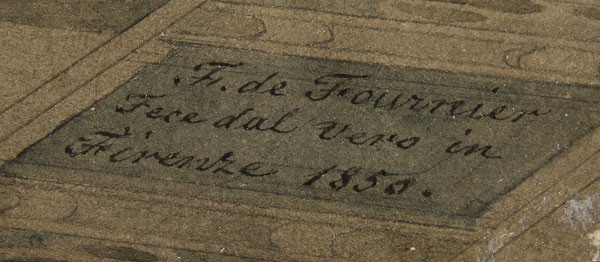 F. de Fournier
Fece dal vero in
Firenze 1850.